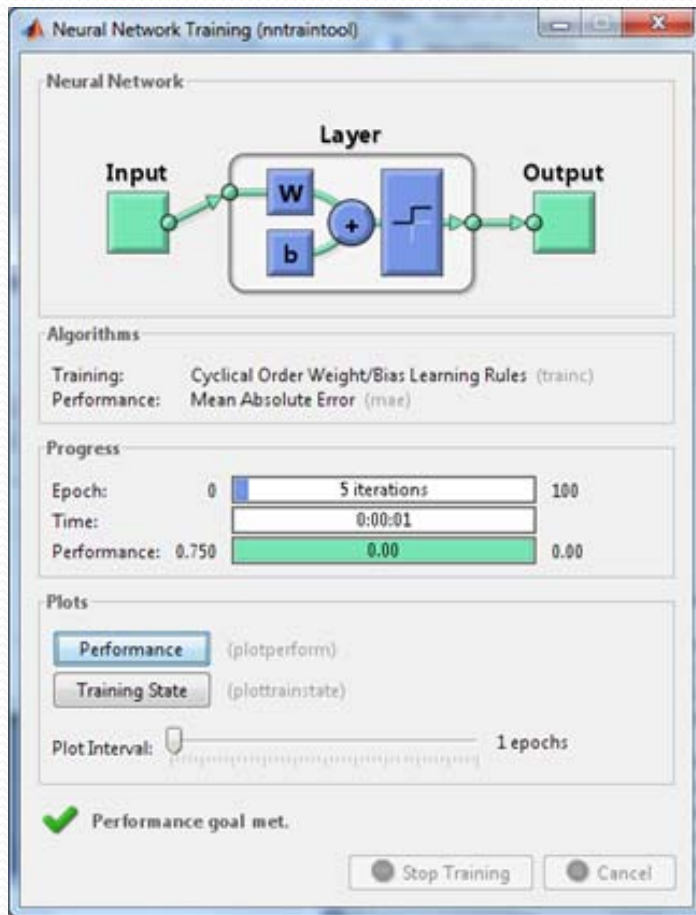 Neural Network Training (nntraintool)
Neural Network
Layer
Input
Output
W
+
b
Algorithms
Training: Cyclical Order Weight/Bias Learning Rules (trainc)
Performance: Mean Absolute Error (mae)
Progress
Epoch: 0 5 iterations 100
Time: 0:00:01
Performance: 0.750 0.00 0.00
Plots
Performance (plotperform)
Training State (plottrainstate)
Plot Interval: 1 epochs
Performance goal met.
Stop Training Cancel